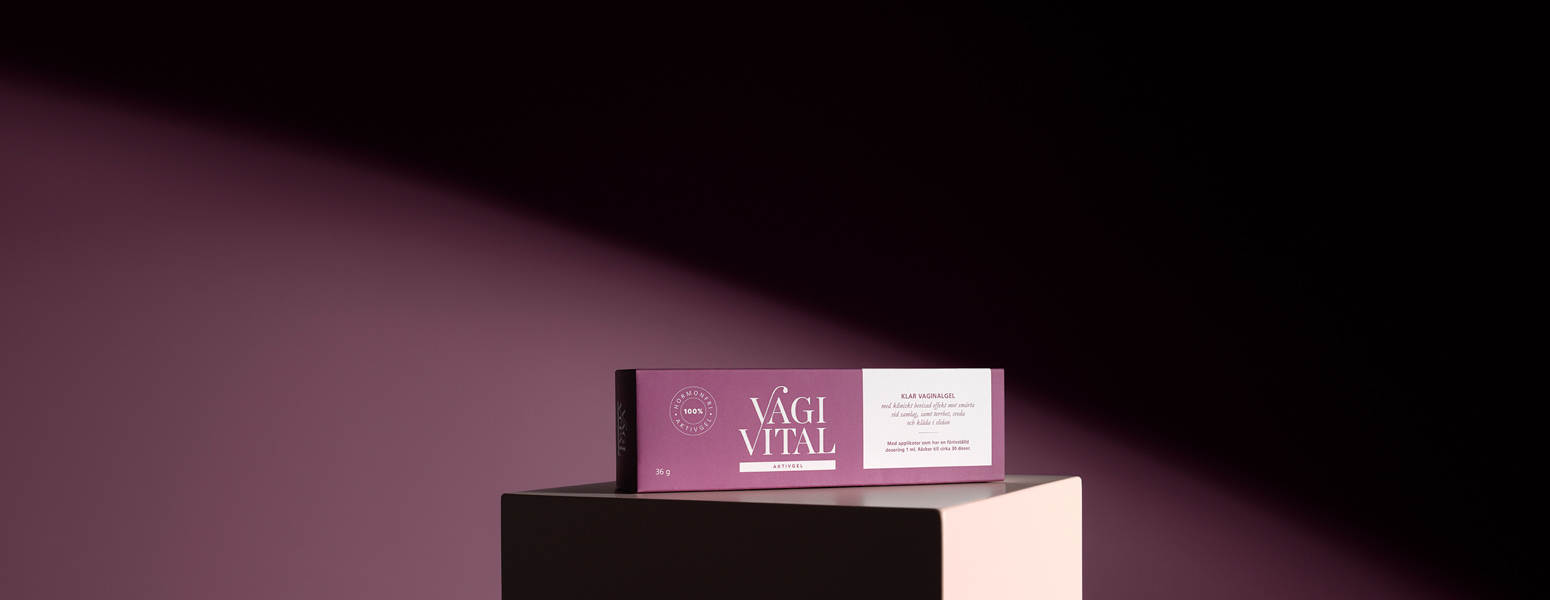 HORMONFRI
100%
AKTIVGEL
36 g
VAGI
VITAL
AKTIVGEL
KLAR VAGINALGEL
med kliniskt bevisad effekt mot smärta
vid samlag, samt torrhet, sveda
och klåda i slidan
Med applikator som har en förinställd
dosering 1 ml. Räcker till cirka 30 doser.